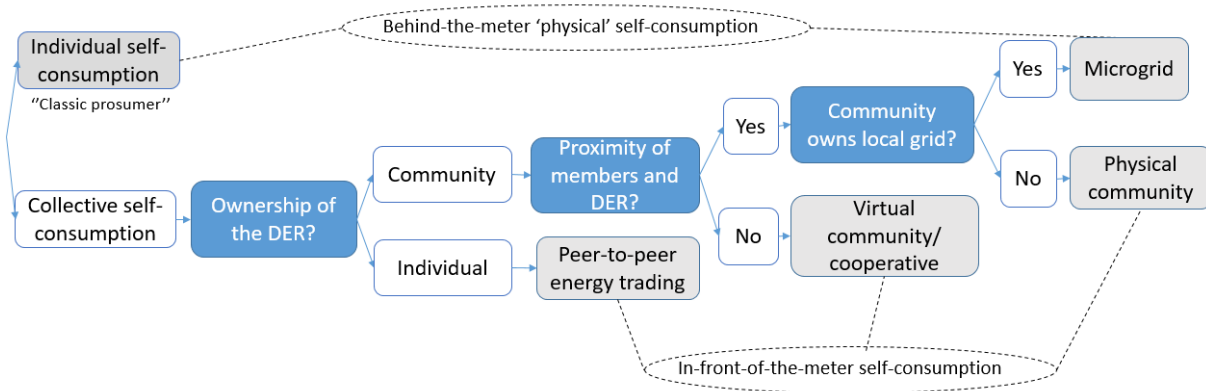 Behind-the-meter ‘physical’ self-consumption
Individual self-
consumption
‘‘Classic prosumer’’
Collective self-
consumption
Ownership of
the DER?
Community
Individual
Proximity of
members and
DER?
Peer-to-peer
energy trading
Yes
No
Community
owns local grid?
Virtual
community/
cooperative
Yes
No
Microgrid
Physical
community
In-front-of-the-meter self-consumption